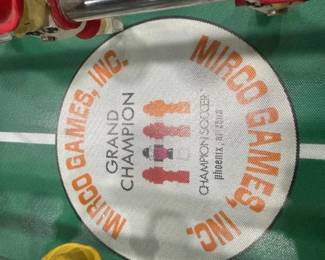 MIRCO GAMES, INC.
MIRCO GAMES, INC.
GRAND
CHAMPION
CHAMPION SOCCER
phoenix, arizona